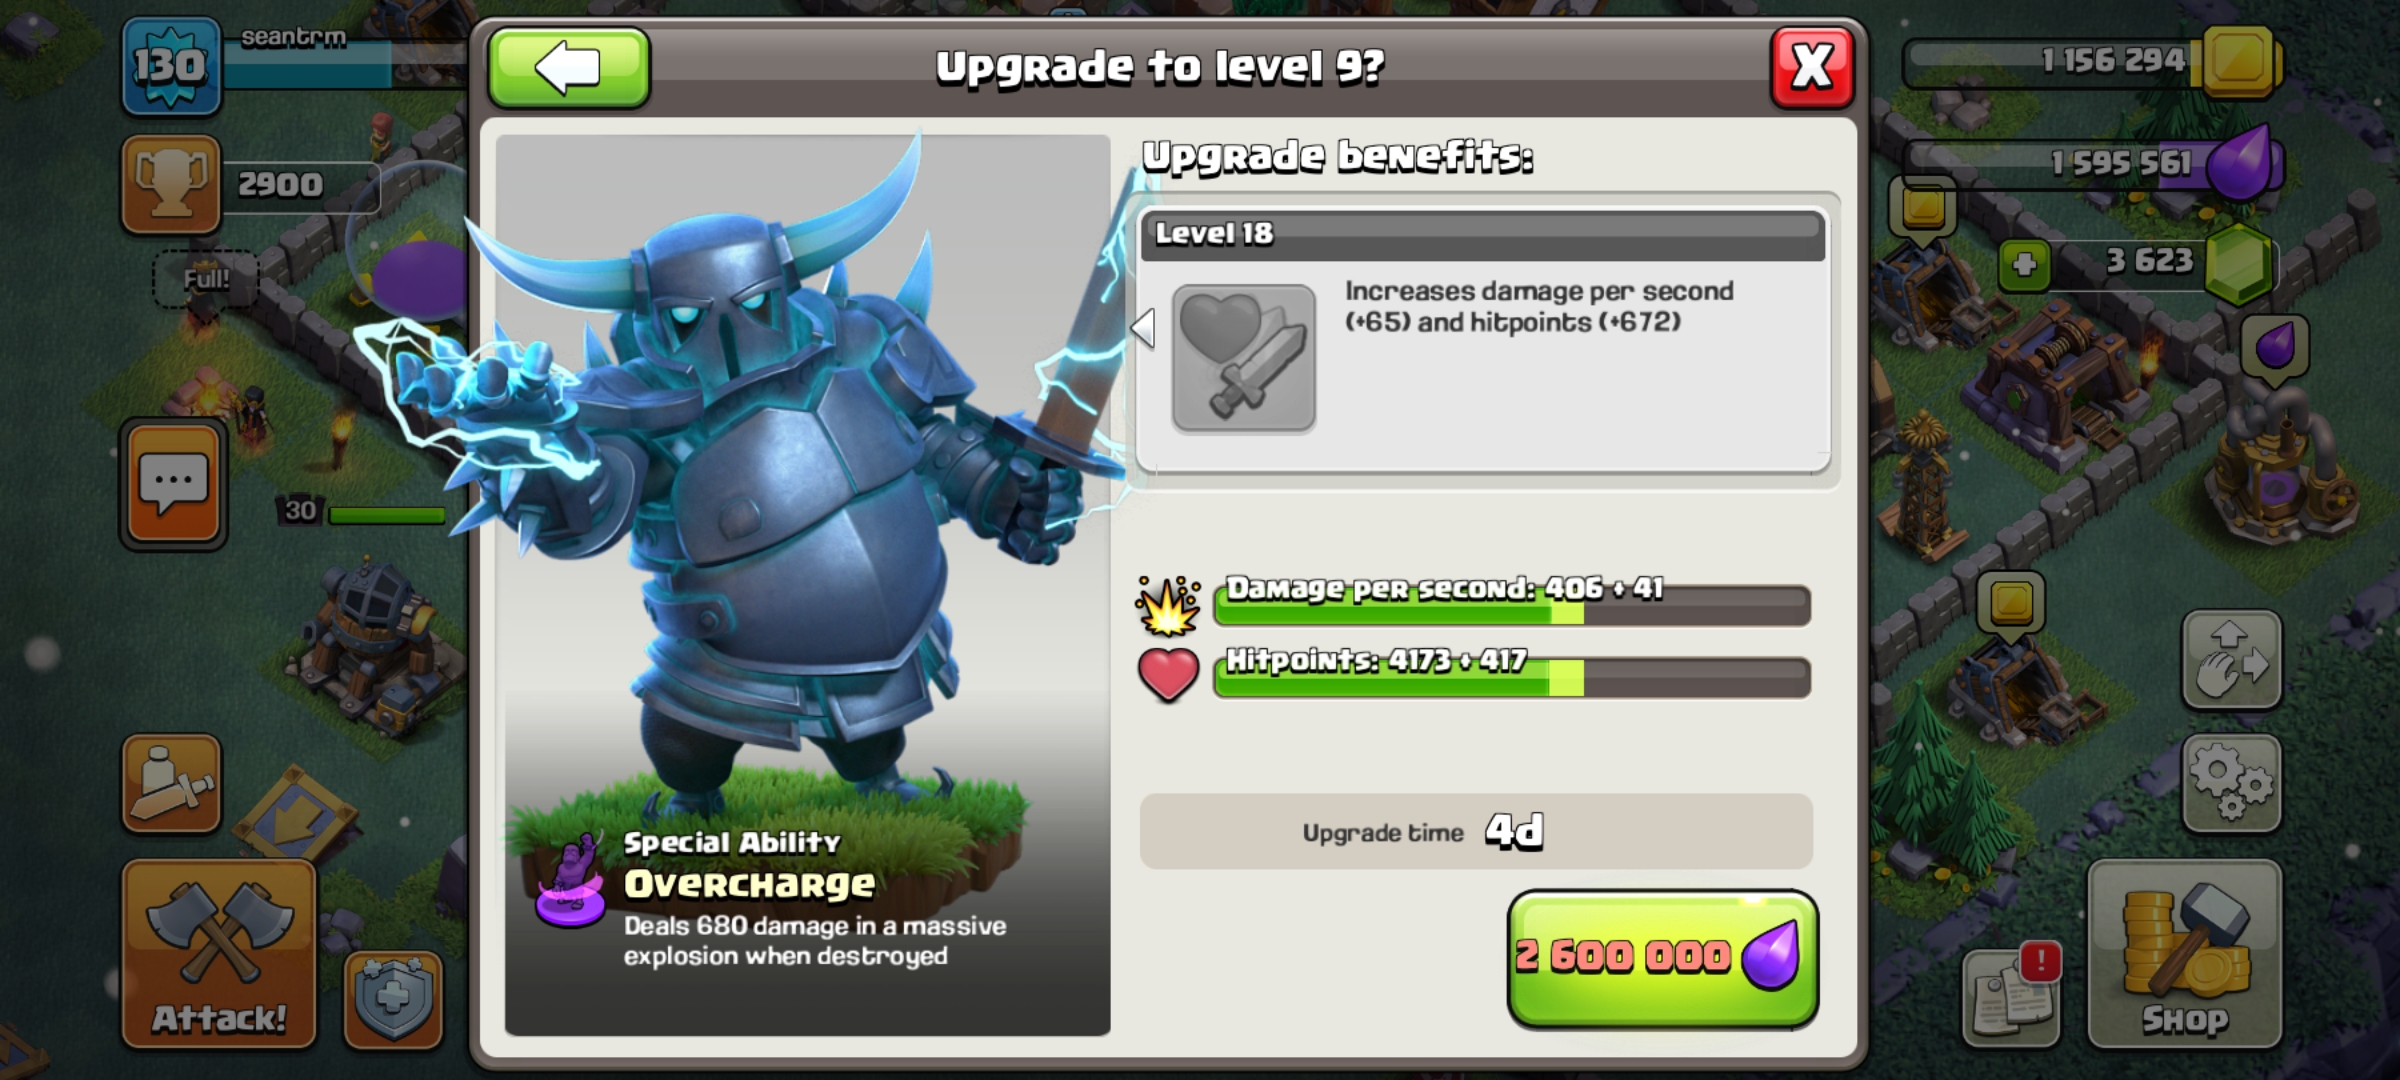 130
seantrm
2900
Full!
30
Attack!
Upgrade to level 9?
X
Upgrade benefits:
Level 18
Increases damage per second
(+65) and hitpoints (+672)
Damage per second: 406 + 41
Hitpoints: 4173 + 417
Upgrade time 4d
2 600 000
Special Ability
Overcharge
Deals 680 damage in a massive
explosion when destroyed
1 156 294
1 595 561
3 623
!
Shop